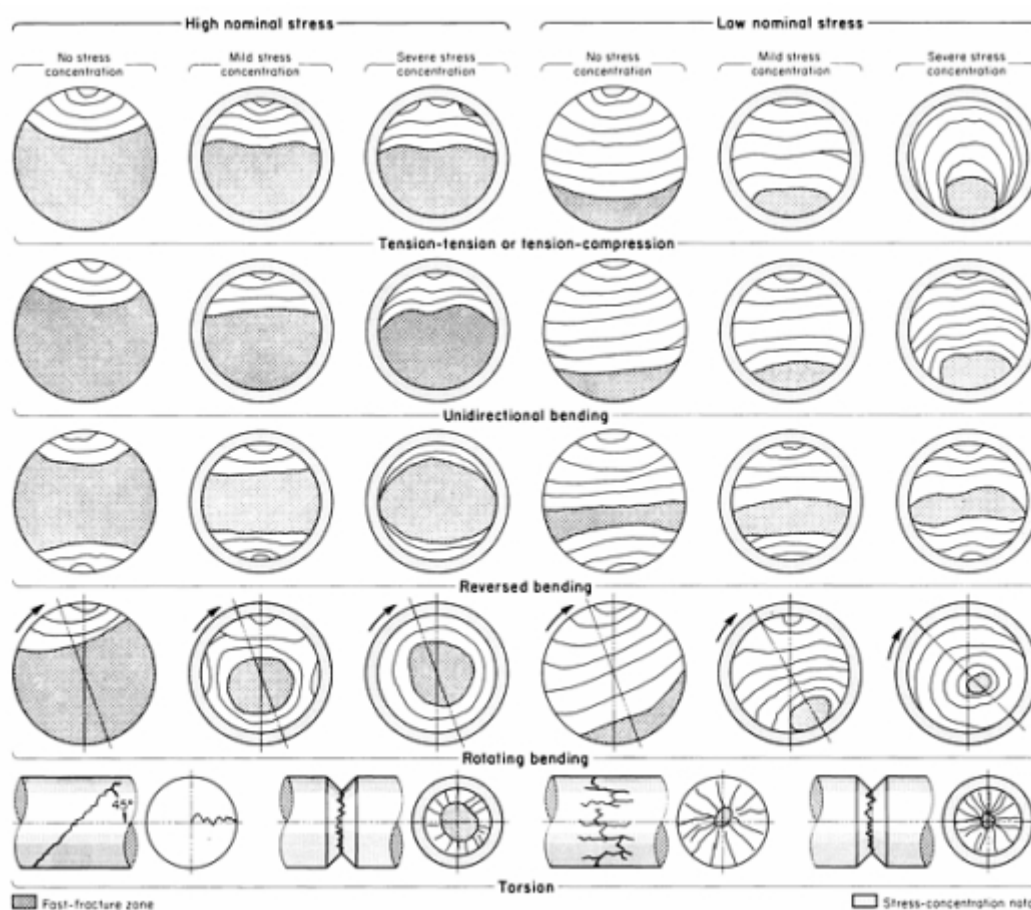 High nominal stress
Low nominal stress
No stress
concentration
Mild stress
concentration
Severe stress
concentration
No stress
concentration
Mild stress
concentration
Severe stress
concentration
Tension-tension or tension-compression
Unidirectional bending
Reversed bending
Rotating bending
45°
Torsion
Fast-fracture zone
Stress-concentration notc